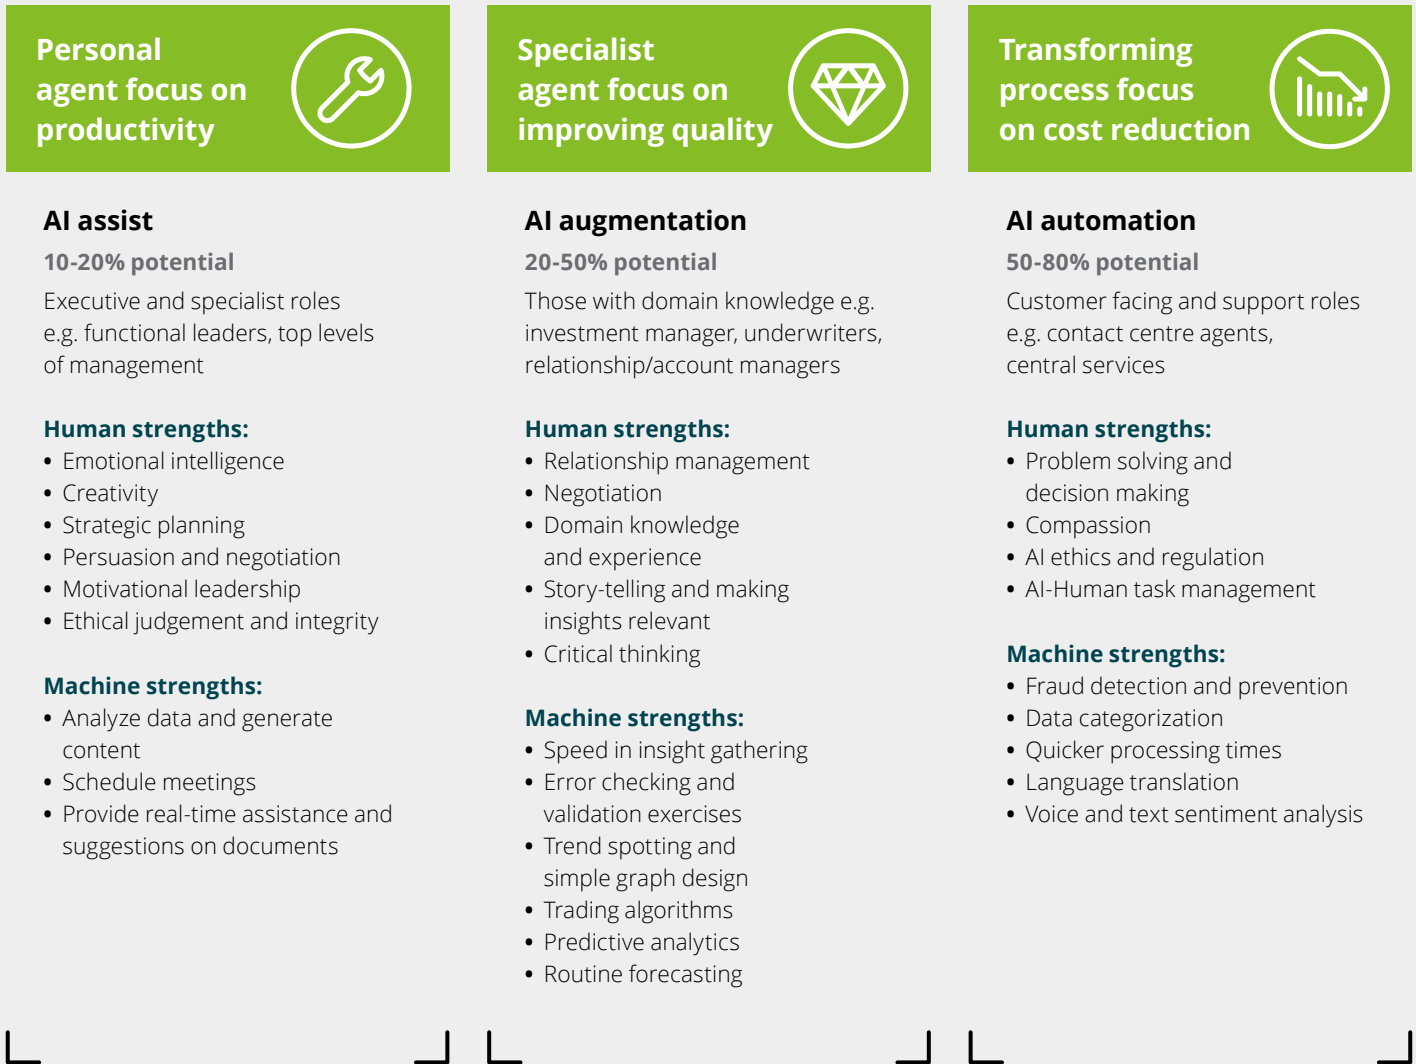 Personal
agent focus on
productivity
AI assist
10-20% potential
Executive and specialist roles
e.g. functional leaders, top levels
of management
Human strengths:
• Emotional intelligence
• Creativity
• Strategic planning
• Persuasion and negotiation
• Motivational leadership
• Ethical judgement and integrity
Machine strengths:
• Analyze data and generate
content
• Schedule meetings
• Provide real-time assistance and
suggestions on documents
Specialist
agent focus on
improving quality
AI augmentation
20-50% potential
Those with domain knowledge e.g.
investment manager, underwriters,
relationship/account managers
Human strengths:
• Relationship management
• Negotiation
• Domain knowledge
and experience
• Story-telling and making
insights relevant
• Critical thinking
Machine strengths:
• Speed in insight gathering
• Error checking and
validation exercises
• Trend spotting and
simple graph design
• Trading algorithms
• Predictive analytics
• Routine forecasting
Transforming
process focus
on cost reduction
AI automation
50-80% potential
Customer facing and support roles
e.g. contact centre agents,
central services
Human strengths:
• Problem solving and
decision making
• Compassion
• AI ethics and regulation
• AI-Human task management
Machine strengths:
• Fraud detection and prevention
• Data categorization
• Quicker processing times
• Language translation
• Voice and text sentiment analysis